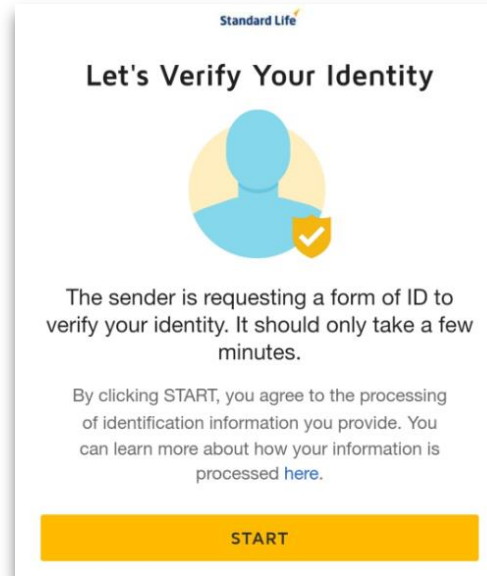 Standard Life
Let's Verify Your Identity
The sender is requesting a form of ID to
verify your identity. It should only take a few
minutes.
By clicking START, you agree to the processing
of identification information you provide. You
can learn more about how your information is
processed here.
START